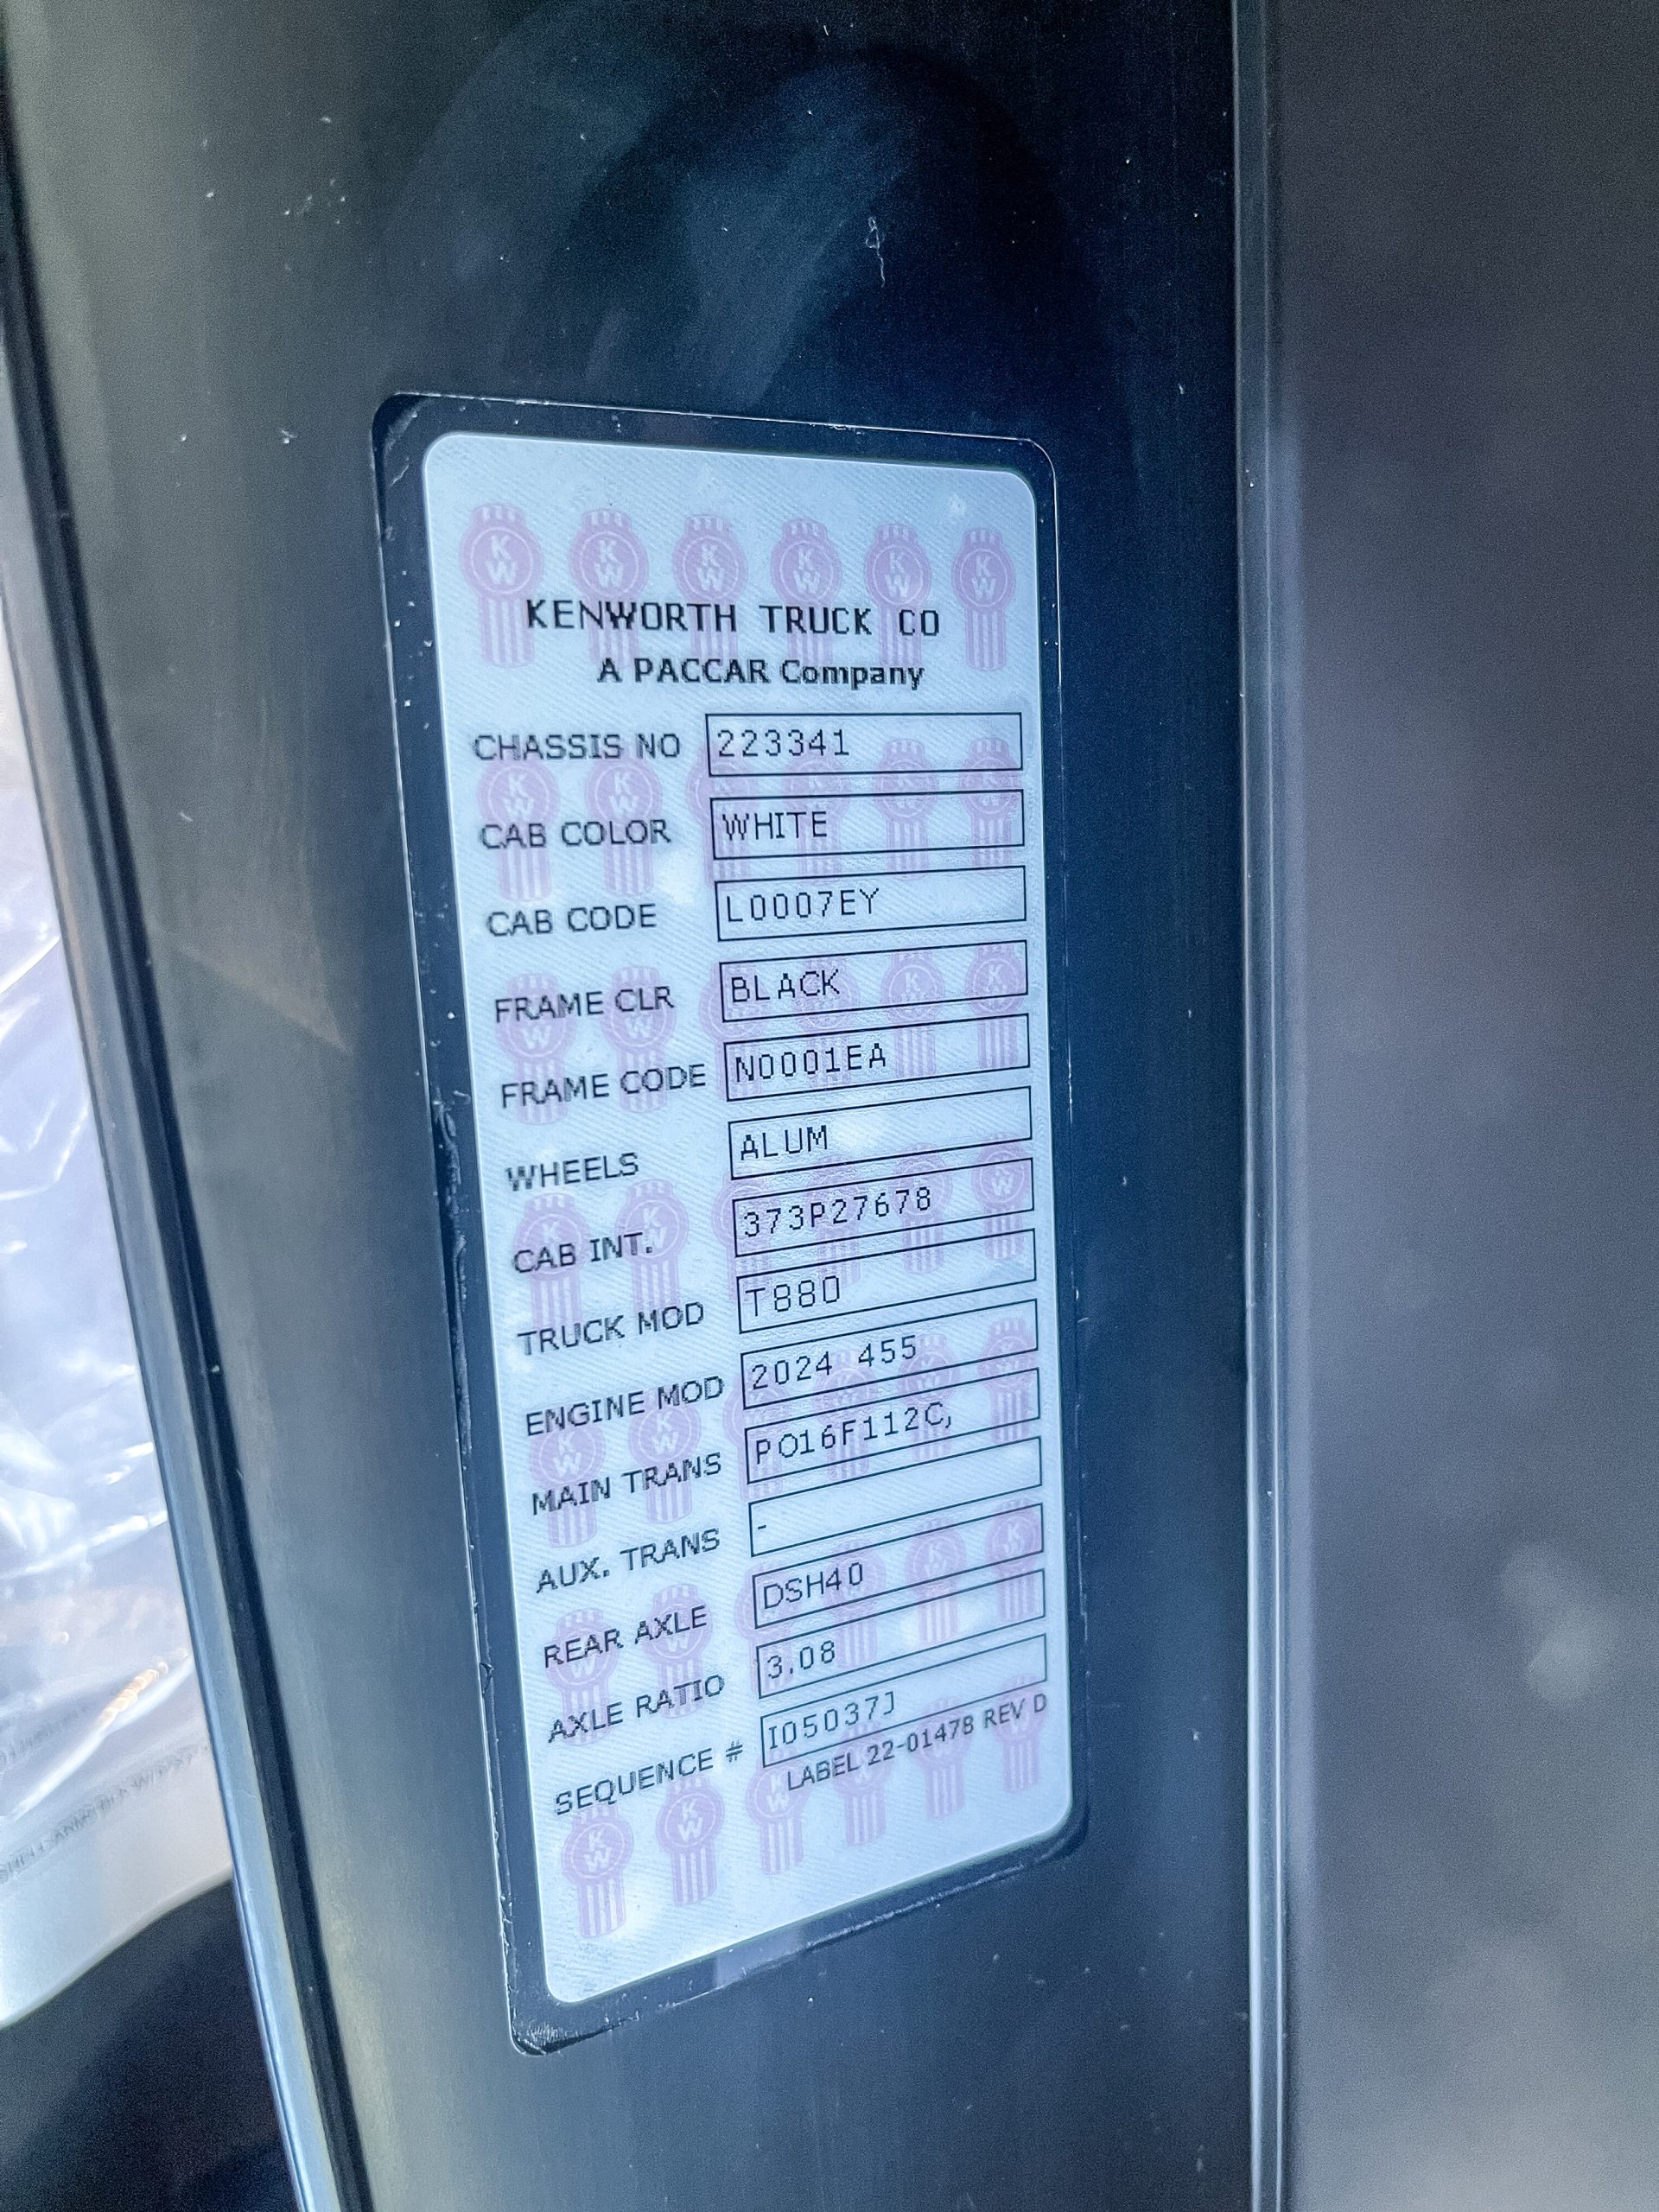 KENWORTH TRUCK CO
A PACCAR Company
CHASSIS NO 223341
CAB COLOR WHITE
CAB CODE L0007EY
FRAME CLR BLACK
FRAME CODE N0001EA
WHEELS ALUM
CAB INT. 373P27678
TRUCK MOD T880
ENGINE MOD 2024 455
MAIN TRANS PO16F112C,
AUX. TRANS -
REAR AXLE DSH40
AXLE RATIO 3.08
SEQUENCE # I05037J
LABEL 22-01478 REV D